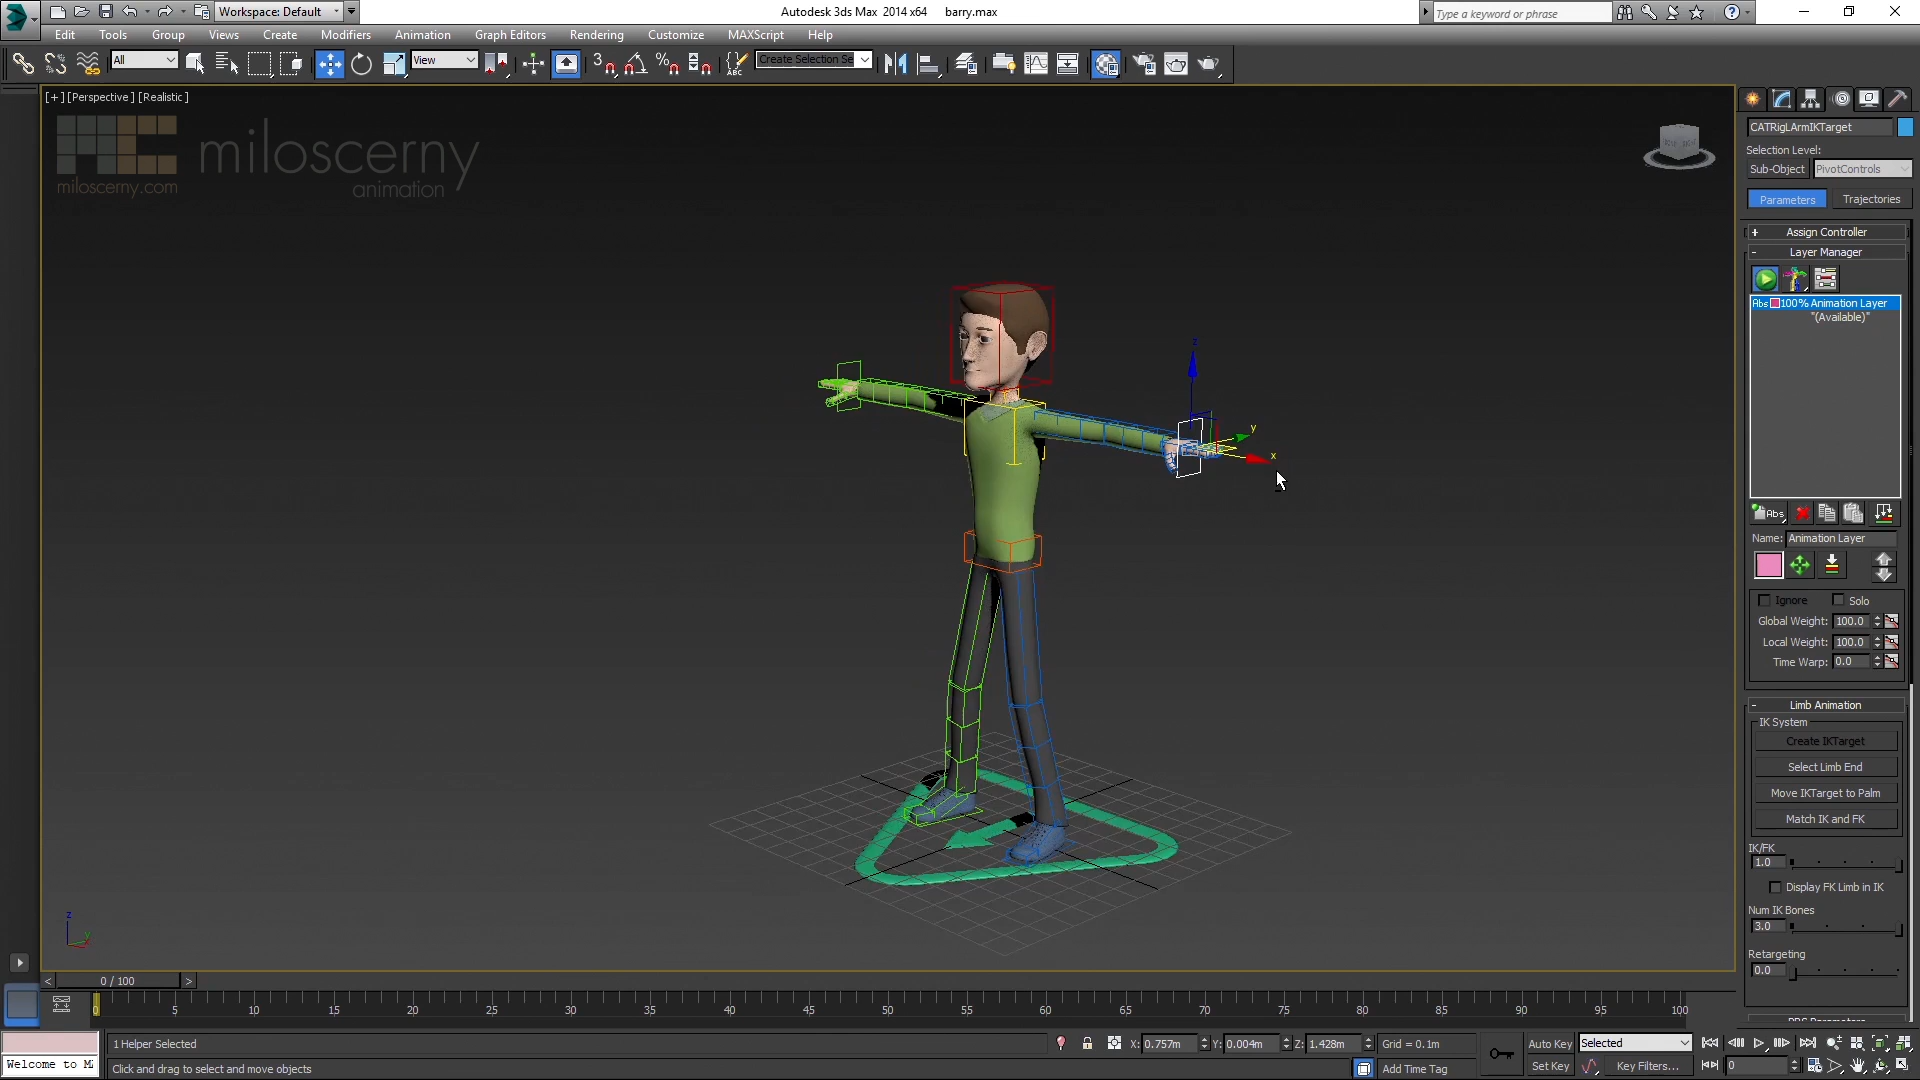 Workspace: Default
Autodesk 3ds Max 2014 x64 barry.max
Type a keyword or phrase
Edit Tools Group Views Create Modifiers Animation Graph Editors Rendering Customize MAXScript Help
All
View
3
ABC
Create Selection Se
[+] [Perspective] [Realistic]
miloscerny
animation
miloscerny.com
z
y
x
z
y
CATRigLArmIKTarget
Selection Level:
Sub-Object PivotControls
Parameters Trajectories
+ Assign Controller
- Layer Manager
Abs 100% Animation Layer
"(Available)"
Abs
Name: Animation Layer
Ignore Solo
Global Weight: 100.0
Local Weight: 100.0
Time Warp: 0.0
- Limb Animation
IK System
Create IKTarget
Select Limb End
Move IKTarget to Palm
Match IK and FK
IK/FK
1.0
Display FK Limb in IK
Num IK Bones
3.0
Retargeting
0.0
< 0 / 100 >
0 5 10 15 20 25 30 35 40 45 50 55 60 65 70 75 80 85 90 95 100
1 Helper Selected
X: 0.757m Y: 0.004m Z: 1.428m Grid = 0.1m
Auto Key Selected
Welcome to M
Click and drag to select and move objects
Add Time Tag
Set Key Key Filters...
0